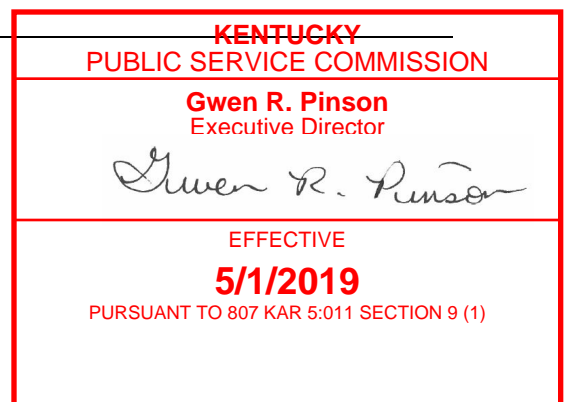 KENTUCKY
PUBLIC SERVICE COMMISSION
Gwen R. Pinson
Executive Director
Gwen R. Pinson
EFFECTIVE
5/1/2019
PURSUANT TO 807 KAR 5:011 SECTION 9 (1)